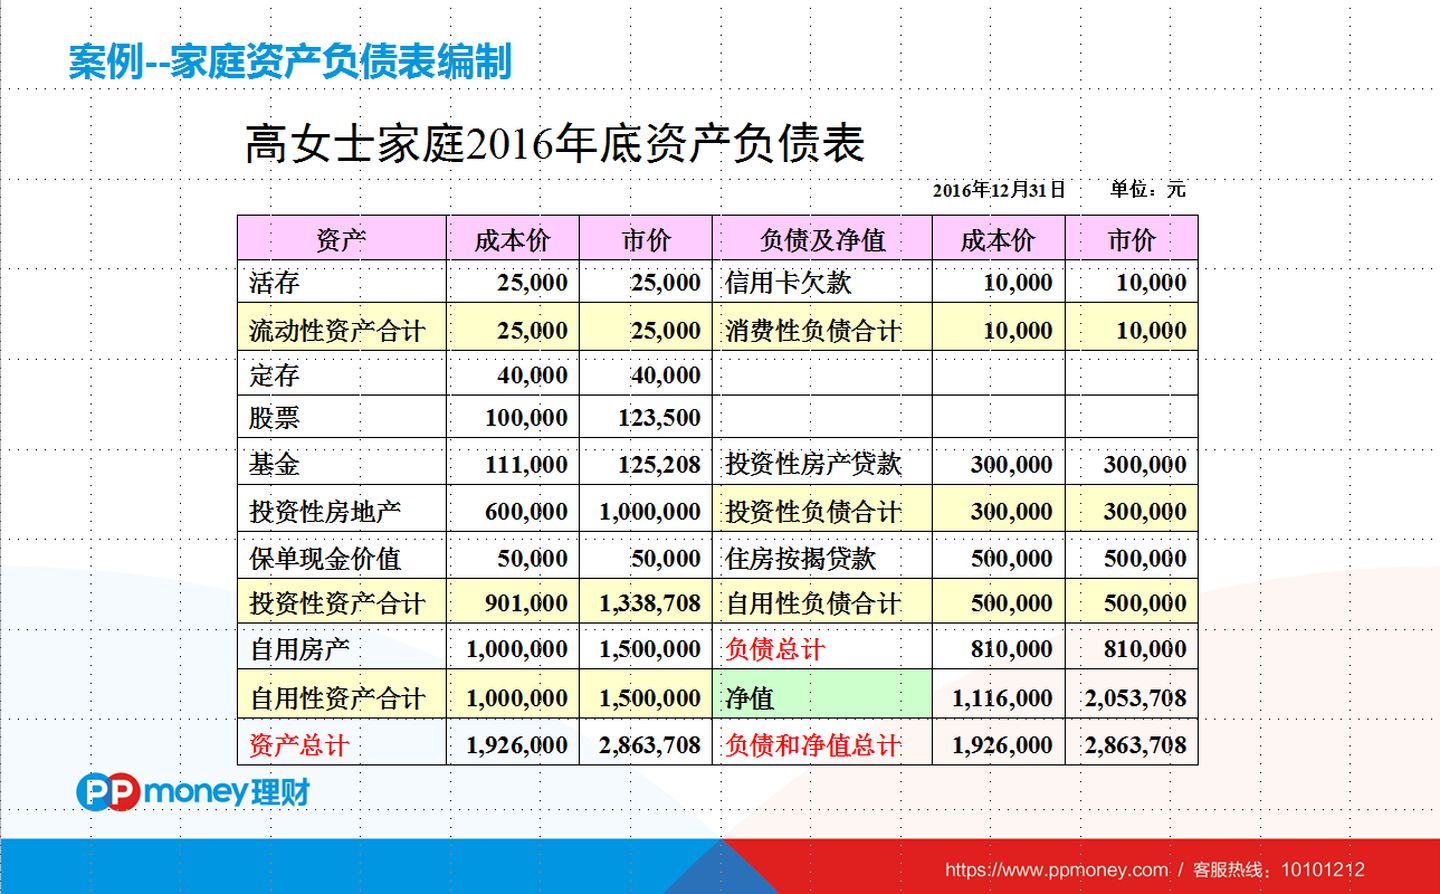 案例--家庭资产负债表编制
高女士家庭2016年底资产负债表
2016年12月31日 单位：元
资产 成本价 市价 负债及净值 成本价 市价
活存 25,000 25,000 信用卡欠款 10,000 10,000
流动性资产合计 25,000 25,000 消费性负债合计 10,000 10,000
定存 40,000 40,000
股票 100,000 123,500
基金 111,000 125,208 投资性房产贷款 300,000 300,000
投资性房地产 600,000 1,000,000 投资性负债合计 300,000 300,000
保单现金价值 50,000 50,000 住房按揭贷款 500,000 500,000
投资性资产合计 901,000 1,338,708 自用性负债合计 500,000 500,000
自用房产 1,000,000 1,500,000 负债总计 810,000 810,000
自用性资产合计 1,000,000 1,500,000 净值 1,116,000 2,053,708
资产总计 1,926,000 2,863,708 负债和净值总计 1,926,000 2,863,708
PPmoney理财
https://www.ppmoney.com / 客服热线：10101212